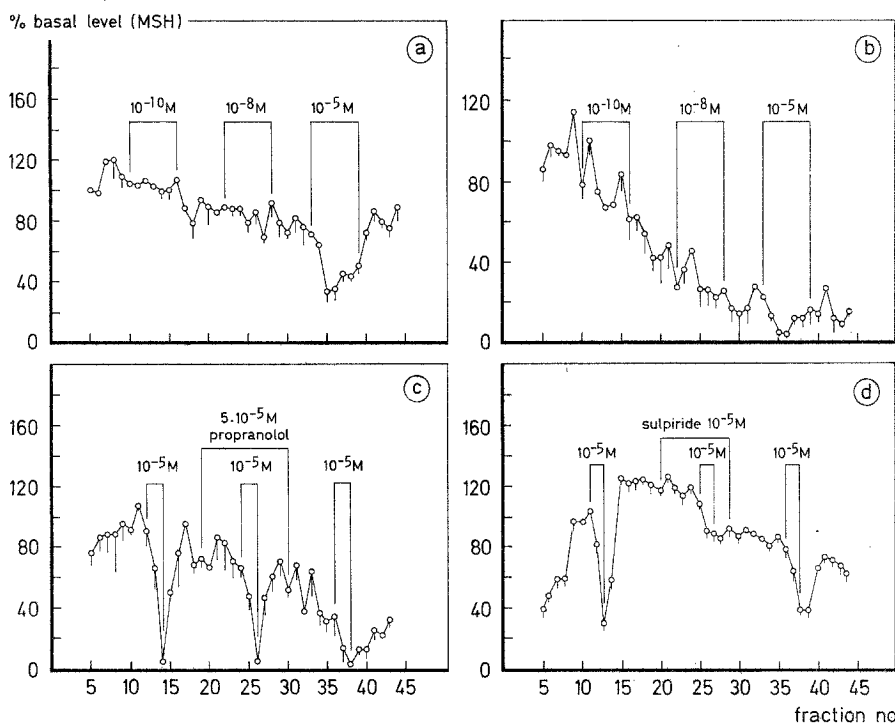 % basal level (MSH)
a
10⁻¹⁰M 10⁻⁸M 10⁻⁵M
160
120
80
40
0
b
10⁻¹⁰M 10⁻⁸M 10⁻⁵M
160
120
80
40
0
c
5.10⁻⁵M
propranolol
10⁻⁵M 10⁻⁵M 10⁻⁵M
160
120
80
40
0
5 10 15 20 25 30 35 40 45
d
sulpiride 10⁻⁵M
10⁻⁵M 10⁻⁵M 10⁻⁵M
160
120
80
40
0
5 10 15 20 25 30 35 40 45
fraction no